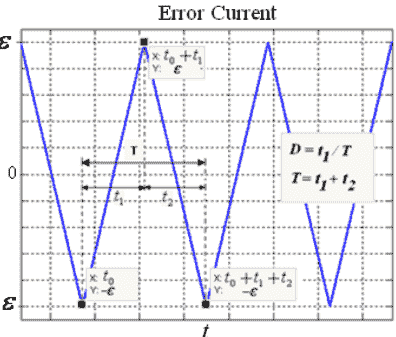 Error Current
ε
X: t₀ + t₁
Y: ε
T
D = t₁ / T
T = t₁ + t₂
0
t₁
t₂
X: t₀
Y: -ε
X: t₀ + t₁ + t₂
Y: -ε
ε
t